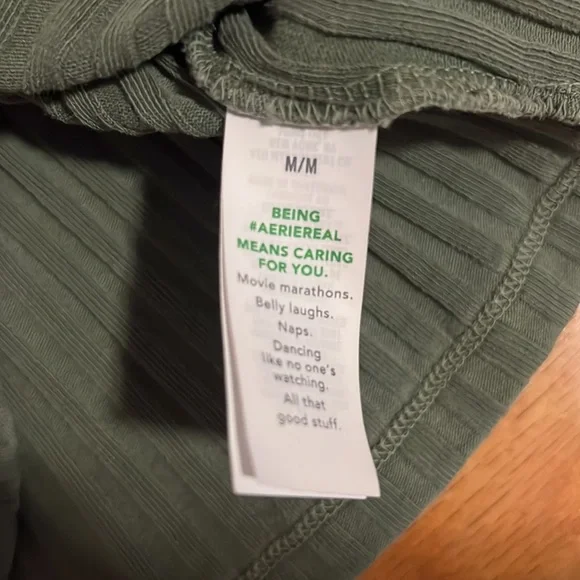 M/M
BEING
#AERIEREAL
MEANS CARING
FOR YOU.
Movie marathons.
Belly laughs.
Naps.
Dancing
like no one's
watching.
All that
good stuff.